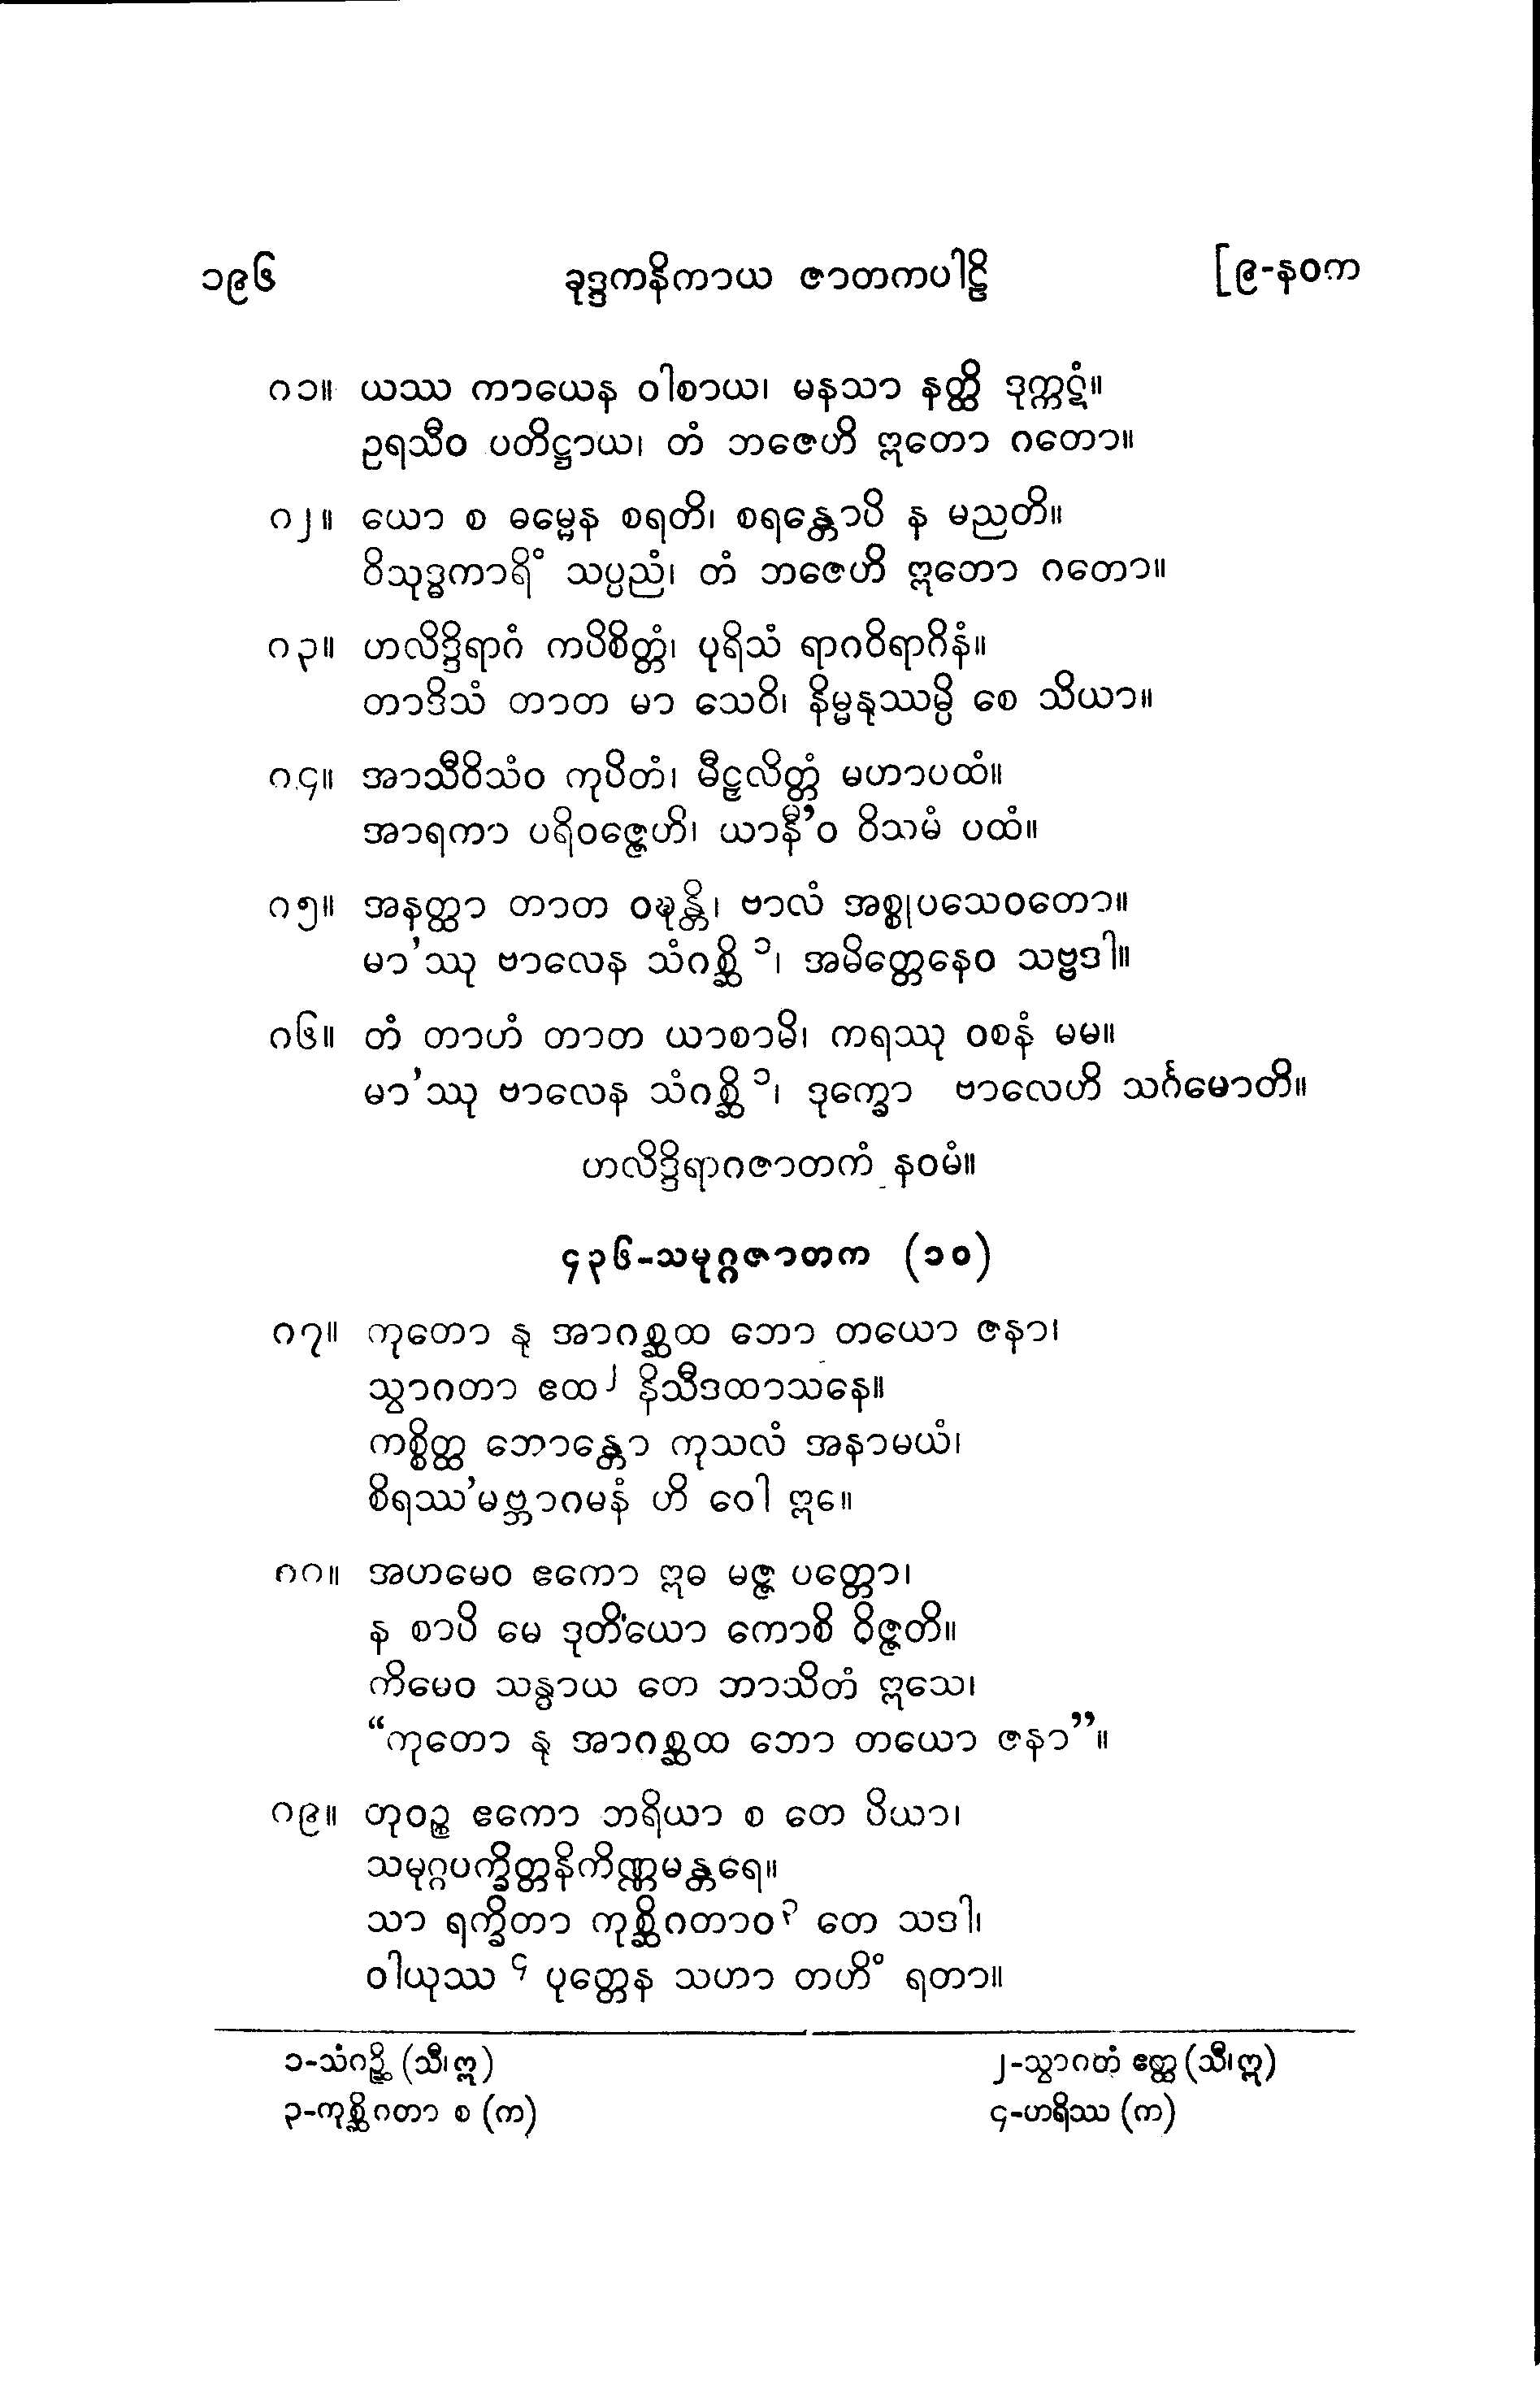 ၁၉၆ ခုဒ္ဒကနိကာယ ဇာတကပါဠိ [၉-နဝက
၈၁။ ယဿ ကာယေန ဝါစာယ၊ မနသာ နတ္ထိ ဒုက္ကဋံ။
ဥရသီဝ ပတိဋ္ဌာယ၊ တံ ဘဇေဟိ ဣတော ဂတော။
၈၂။ ယော စ ဓမ္မေန စရတိ၊ စရန္တောပိ န မညတိ။
ဝိသုဒ္ဓကာရိံ သပ္ပညံ၊ တံ ဘဇေဟိ ဣတော ဂတော။
၈၃။ ဟလိဒ္ဒိရာဂံ ကပိစိတ္တံ၊ ပုရိသံ ရာဂဝိရာဂိနံ။
တာဒိသံ တာတ မာ သေဝိ၊ နိမ္မနုဿမ္ပိ စေ သိယာ။
၈၄။ အာသီဝိသံဝ ကုပိတံ၊ မီဠှလိတ္တံ မဟာပထံ။
အာရကာ ပရိဝဇ္ဇေဟိ၊ ယာနီ’ဝ ဝိသမံ ပထံ။
၈၅။ အနတ္ထာ တာတ ဝဍ္ဎန္တိ၊ ဗာလံ အစ္စုပသေဝတော။
မာ’ဿု ဗာလေန သံဂစ္ဆိ ၁၊ အမိတ္တေနေဝ သဗ္ဗဒါ။
၈၆။ တံ တာဟံ တာတ ယာစာမိ၊ ကရဿု ဝစနံ မမ။
မာ’ဿု ဗာလေန သံဂစ္ဆိ ၁၊ ဒုက္ခော ဗာလေဟိ သင်္ဂမောတိ။
ဟလိဒ္ဒိရာဂဇာတကံ နဝမံ။
၄၃၆-သမုဂ္ဂဇာတက (၁၀)
၈၇။ ကုတော နု အာဂစ္ဆထ ဘော တယော ဇနာ၊
သွာဂတာ ဧထ၂ နိသီဒထာသနေ။
ကစ္စိတ္ထ ဘောန္တော ကုသလံ အနာမယံ၊
စိရဿ’မဗ္ဘာဂမနံ ဟိ ဝေါ ဣဓ။
၈၈။ အဟမေဝ ဧကော ဣဓ မဇ္ဇ ပတ္တော၊
န စာပိ မေ ဒုတိယော ကောစိ ဝိဇ္ဇတိ။
ကိမေဝ သန္ဓာယ တေ ဘာသိတံ ဣသေ၊
“ကုတော နု အာဂစ္ဆထ ဘော တယော ဇနာ”။
၈၉။ တုဝဉ္စ ဧကော ဘရိယာ စ တေ ပိယာ၊
သမုဂ္ဂပက္ခိတ္တနိကိဏ္ဏမန္တရေ။
သာ ရက္ခိတာ ကုစ္ဆိဂတာဝ၃ တေ သဒါ၊
ဝါယုဿ ၄ ပုတ္တေန သဟာ တဟိံ ရတာ။
၁-သံဂဉ္ဆိ (သီ၊ဣ) ၂-သွာဂတံ ဧတ္ထ (သီ၊ဣ)
၃-ကုစ္ဆိဂတာ စ (က) ၄-ဟရိဿ (က)